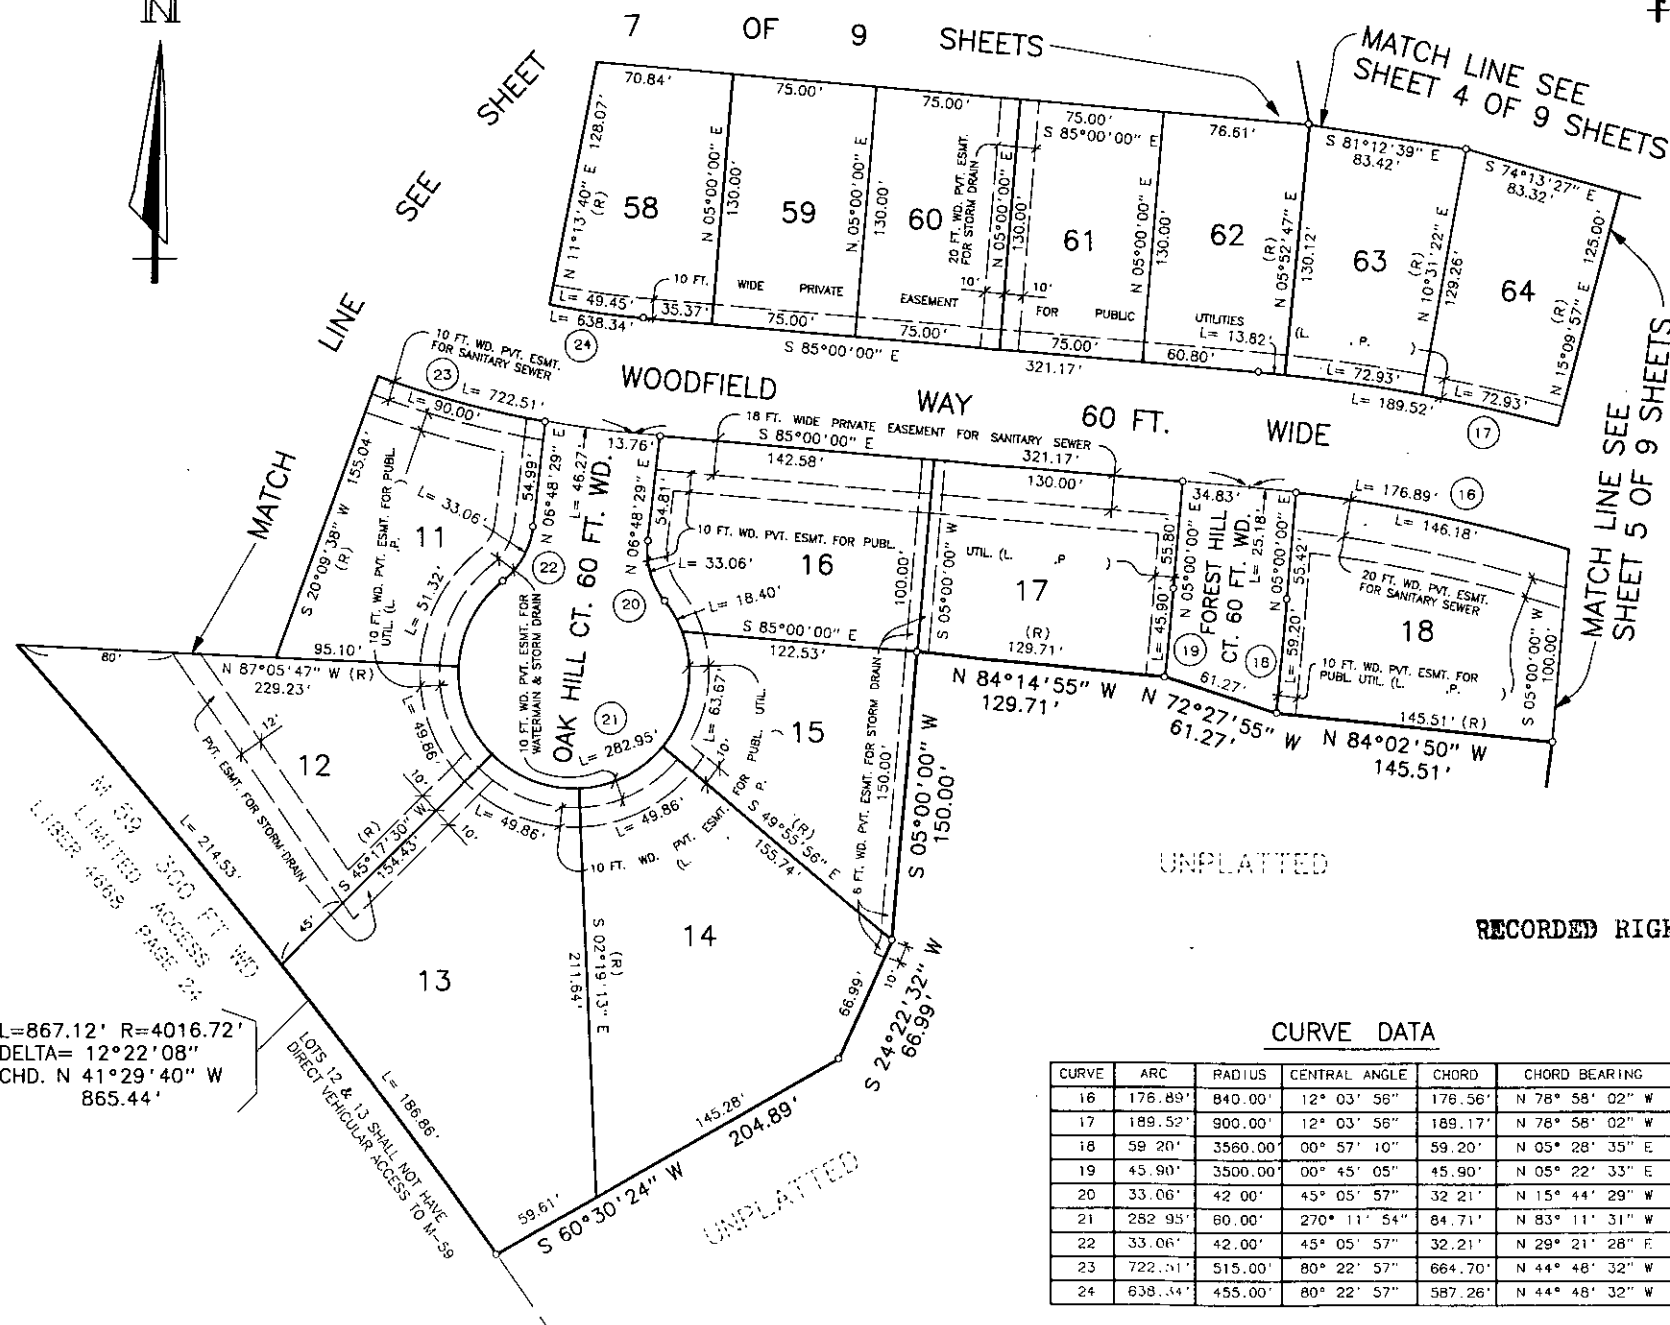 N
7 OF 9 SHEETS
SEE SHEET
MATCH LINE SEE
SHEET 4 OF 9 SHEETS
70.84'
75.00'
75.00'
75.00'
S 85°00'00" E
76.61'
S 81°12'39" E
83.42'
S 74°13'27" E
83.32'
N 11°13'40" E 128.07'
(R)
58
N 05°00'00" E
130.00'
59
N 05°00'00" E
130.00'
60
20 FT. WD. PVT. ESMT.
FOR STORM DRAIN
N 05°00'00" E
130.00'
61
N 05°00'00" E
130.00'
62
N 05°52'47" E
(R)
130.12'
63
N 10°31'22" E
(R)
129.26'
64
N 15°09'57" E 125.00'
(R)
10 FT. WIDE PRIVATE EASEMENT FOR PUBLIC UTILITIES (L. .P. )
10'
10'
L= 49.45'
35.37'
75.00'
75.00'
75.00'
60.80'
L= 13.82'
L= 72.93'
L= 72.93'
L= 638.34'
24
S 85°00'00" E
321.17'
L= 189.52'
17
LINE
MATCH
WOODFIELD WAY 60 FT. WIDE
MATCH LINE SEE
SHEET 5 OF 9 SHEETS
10 FT. WD. PVT. ESMT.
FOR SANITARY SEWER
23
L= 722.51'
L= 90.00'
13.76'
18 FT. WIDE PRIVATE EASEMENT FOR SANITARY SEWER
S 85°00'00" E
321.17'
142.58'
130.00'
34.83'
L= 176.89'
16
L= 146.18'
S 20°09'38" W 155.04'
(R)
11
10 FT. WD. PVT. ESMT. FOR PUBL.
UTIL. (L. .P. )
L= 33.06'
54.99'
N 06°48'29" E
L= 46.27'
OAK HILL CT. 60 FT. WD.
N 06°48'29" E
54.81'
10 FT. WD. PVT. ESMT. FOR PUBL.
UTIL. (L. .P. )
16
L= 33.06'
L= 18.40'
22
20
L= 51.32'
10 FT. WD. PVT. ESMT. FOR
WATERMAIN & STORM DRAIN
S 85°00'00" E
122.53'
100.00'
S 05°00'00" W
17
(R)
129.71'
L= 45.90'
55.80'
N 05°00'00" E
FOREST HILL
CT. 60 FT. WD.
L= 25.18'
N 05°00'00" E
55.42'
L= 59.20'
19
18
61.27'
20 FT. WD. PVT. ESMT.
FOR SANITARY SEWER
18
10 FT. WD. PVT. ESMT. FOR
PUBL. UTIL. (L. .P. )
S 05°00'00" W
100.00'
145.51' (R)
80'
95.10'
N 87°05'47" W (R)
229.23'
N 84°14'55" W
129.71'
N 72°27'55" W
61.27'
N 84°02'50" W
145.51'
12
12'
PVT. ESMT. FOR STORM DRAIN
L= 49.86'
21
L= 282.95'
L= 63.67'
15
10'
10'
10'
L= 49.86'
L= 49.86'
10 FT. WD. PVT. ESMT. FOR PUBL. UTIL.
(L. P.
6 FT. WD. PVT. ESMT. FOR STORM DRAIN
150.00'
S 05°00'00" W
150.00'
S 45°17'30" W
(R)
154.43'
45'
S 49°55'56" E
(R)
155.74'
L= 214.53'
M 59 300 FT WD
LIMITED ACCESS
LIBER 4668 PAGE 24
UNPLATTED
RECORDED RIGH
13
S 02°19'13" E
(R)
211.64'
14
66.99'
10'
S 24°22'32" W
66.99'
L=867.12' R=4016.72'
DELTA= 12°22'08"
CHD. N 41°29'40" W
865.44'
L= 186.86'
LOTS 12 & 13 SHALL NOT HAVE
DIRECT VEHICULAR ACCESS TO M-59
59.61'
145.28'
S 60°30'24" W 204.89'
UNPLATTED
CURVE DATA
CURVE ARC RADIUS CENTRAL ANGLE CHORD CHORD BEARING
16 176.89' 840.00' 12° 03' 56" 176.56' N 78° 58' 02" W
17 189.52' 900.00' 12° 03' 56" 189.17' N 78° 58' 02" W
18 59 20' 3560.00' 00° 57' 10" 59.20' N 05° 28' 35" E
19 45.90' 3500.00' 00° 45' 05" 45.90' N 05° 22' 33" E
20 33.06' 42 00' 45° 05' 57" 32 21' N 15° 44' 29" W
21 282 95' 60.00' 270° 11' 54" 84.71' N 83° 11' 31" W
22 33.06' 42.00' 45° 05' 57" 32.21' N 29° 21' 28" E
23 722.51' 515.00' 80° 22' 57" 664.70' N 44° 48' 32" W
24 638.34' 455.00' 80° 22' 57" 587.26' N 44° 48' 32" W